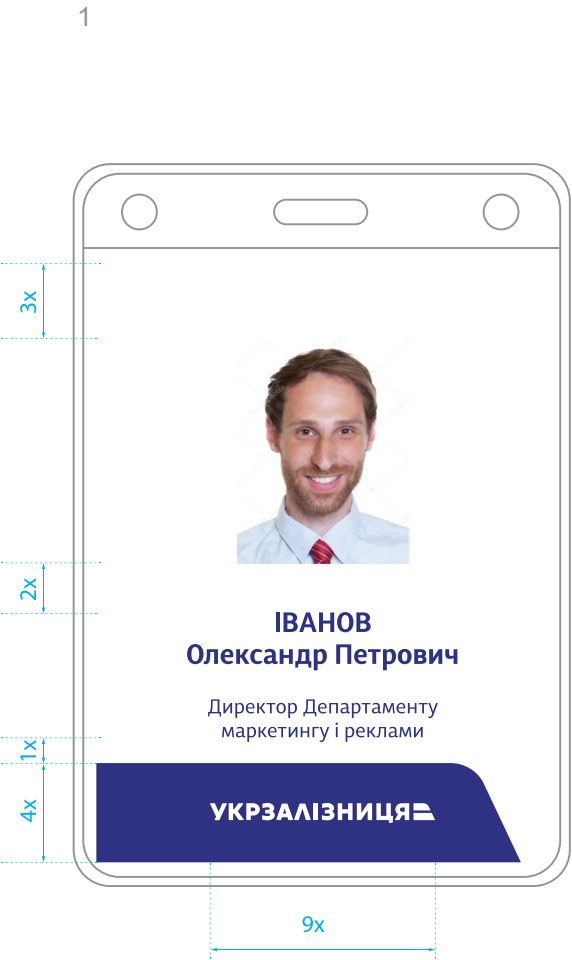 1
3x
2x
ІВАНОВ
Олександр Петрович
Директор Департаменту
маркетингу і реклами
1x
4x
УКРЗАЛІЗНИЦЯ
9x